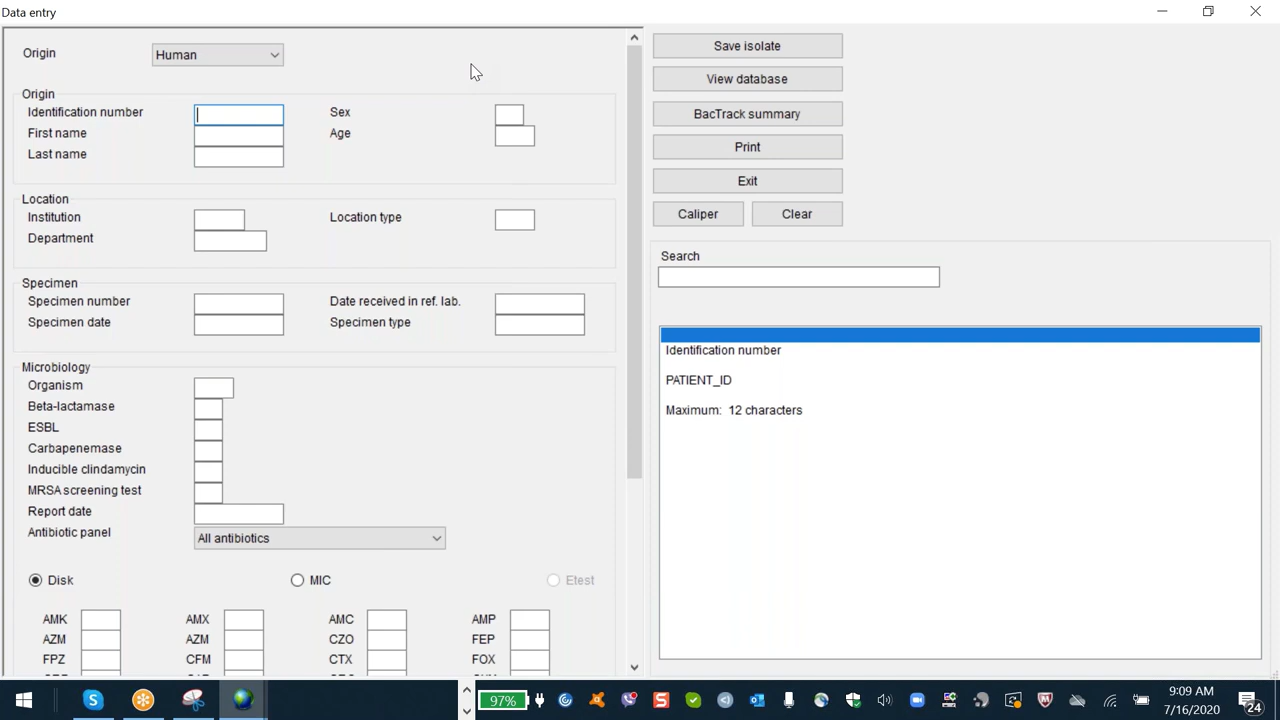 Data entry
Origin Human
Origin
Identification number Sex
First name Age
Last name
Location
Institution Location type
Department
Specimen
Specimen number Date received in ref. lab.
Specimen date Specimen type
Microbiology
Organism
Beta-lactamase
ESBL
Carbapenemase
Inducible clindamycin
MRSA screening test
Report date
Antibiotic panel All antibiotics
Disk MIC Etest
AMK AMX AMC AMP
AZM AZM CZO FEP
FPZ CFM CTX FOX
Save isolate
View database
BacTrack summary
Print
Exit
Caliper Clear
Search
Identification number
PATIENT_ID
Maximum: 12 characters
97%
9:09 AM
7/16/2020
24